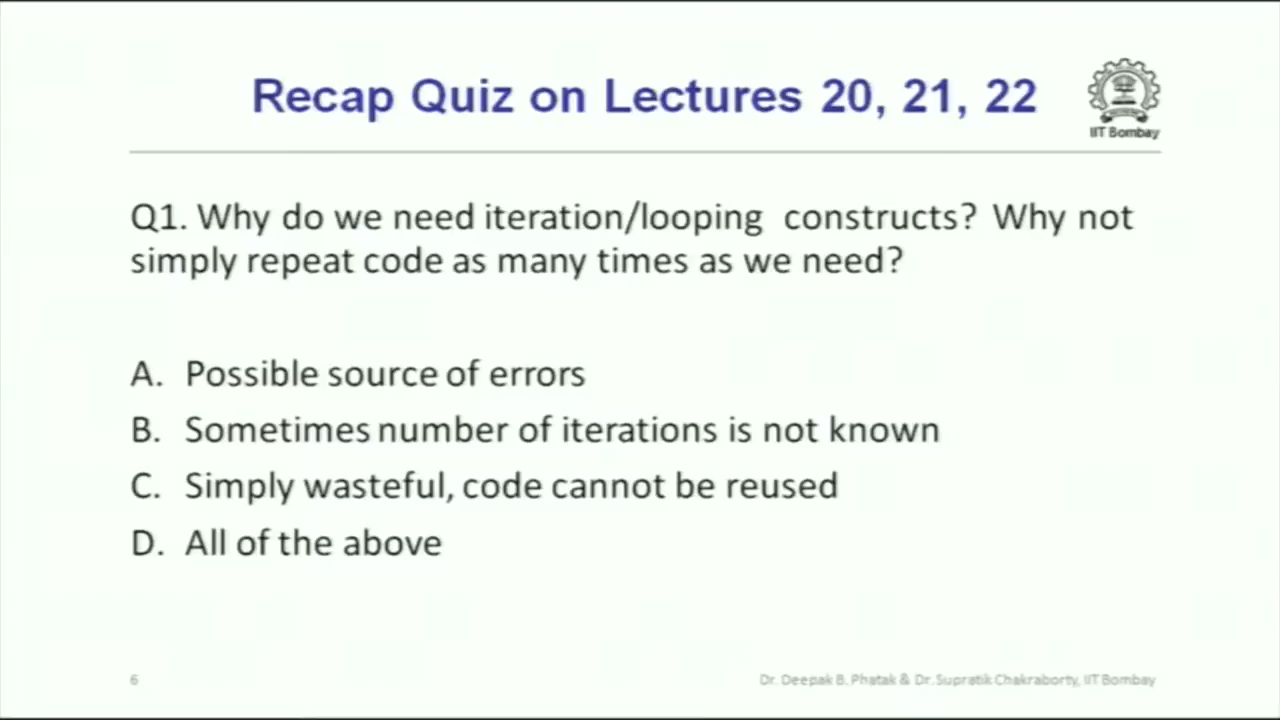 Recap Quiz on Lectures 20, 21, 22
IIT Bombay
Q1. Why do we need iteration/looping constructs? Why not
simply repeat code as many times as we need?
A. Possible source of errors
B. Sometimes number of iterations is not known
C. Simply wasteful, code cannot be reused
D. All of the above
6
Dr. Deepak B. Phatak & Dr. Supratik Chakraborty, IIT Bombay